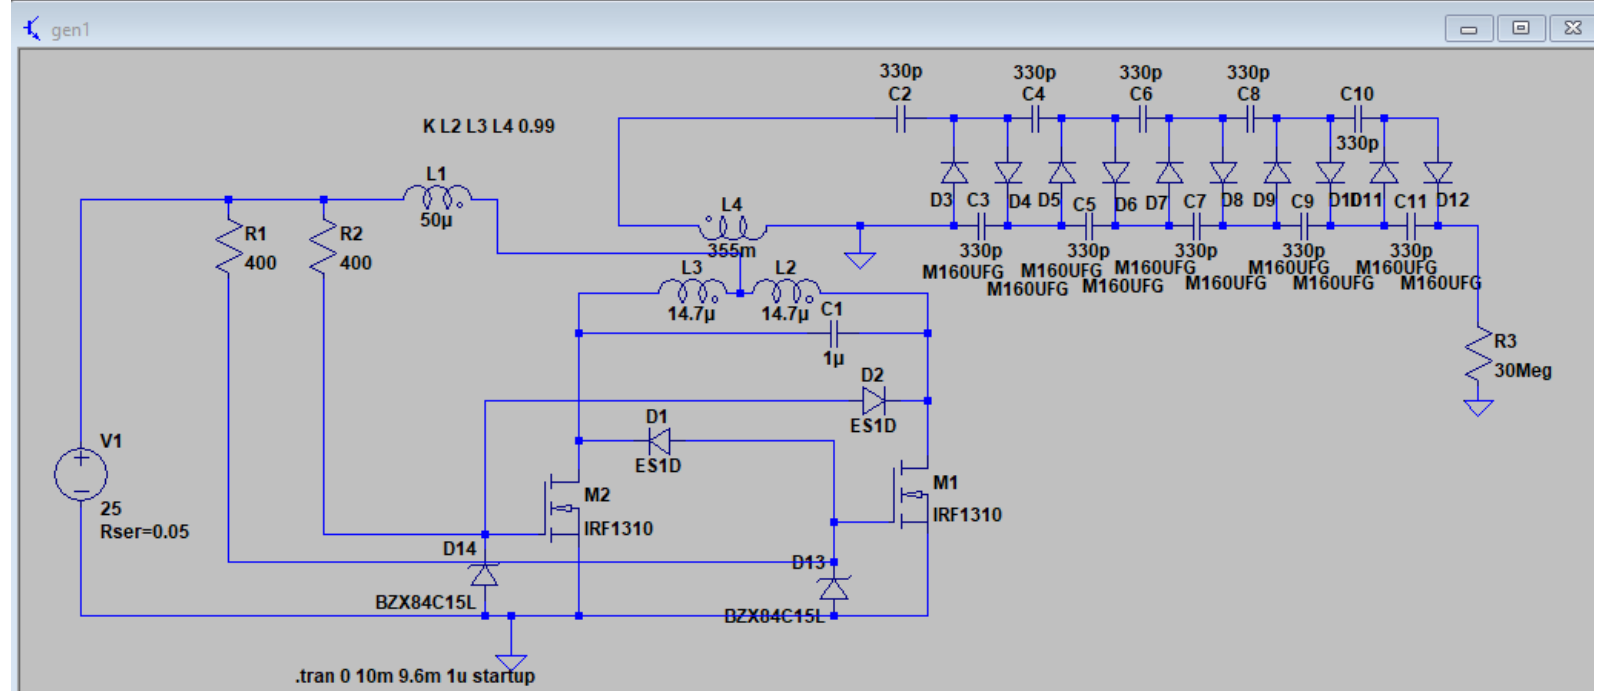 gen1
330p
C2
330p
C4
330p
C6
330p
C8
C10
330p
K L2 L3 L4 0.99
L1
50µ
R1
400
R2
400
L4
355m
D3
C3
330p
D4
D5
C5
330p
D6
D7
C7
330p
D8
D9
C9
330p
D10
D11
C11
330p
D12
M160UFG
M160UFG
M160UFG
M160UFG
M160UFG
M160UFG
M160UFG
M160UFG
M160UFG
M160UFG
L3
14.7µ
L2
14.7µ
C1
1µ
R3
30Meg
D2
ES1D
D1
ES1D
V1
25
Rser=0.05
M2
IRF1310
M1
IRF1310
D14
BZX84C15L
D13
BZX84C15L
.tran 0 10m 9.6m 1u startup